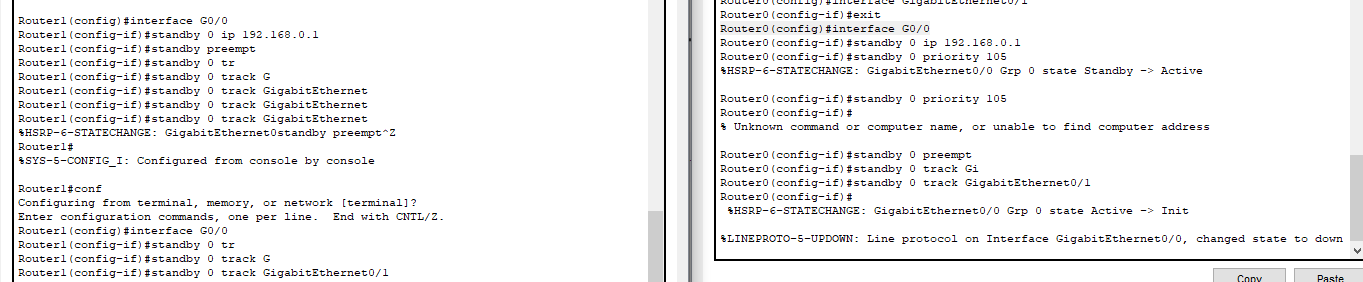 Router1(config)#interface G0/0
Router1(config-if)#standby 0 ip 192.168.0.1
Router1(config-if)#standby preempt
Router1(config-if)#standby 0 tr
Router1(config-if)#standby 0 track G
Router1(config-if)#standby 0 track GigabitEthernet
Router1(config-if)#standby 0 track GigabitEthernet
Router1(config-if)#standby 0 track GigabitEthernet
%HSRP-6-STATECHANGE: GigabitEthernet0standby preempt^Z
Router1#
%SYS-5-CONFIG_I: Configured from console by console
Router1#conf
Configuring from terminal, memory, or network [terminal]?
Enter configuration commands, one per line.  End with CNTL/Z.
Router1(config)#interface G0/0
Router1(config-if)#standby 0 tr
Router1(config-if)#standby 0 track G
Router1(config-if)#standby 0 track GigabitEthernet0/1
Router0(config)#interface GigabitEthernet0/1
Router0(config-if)#exit
Router0(config)#interface G0/0
Router0(config-if)#standby 0 ip 192.168.0.1
Router0(config-if)#standby 0 priority 105
%HSRP-6-STATECHANGE: GigabitEthernet0/0 Grp 0 state Standby -> Active
Router0(config-if)#standby 0 priority 105
Router0(config-if)#
% Unknown command or computer name, or unable to find computer address
Router0(config-if)#standby 0 preempt
Router0(config-if)#standby 0 track Gi
Router0(config-if)#standby 0 track GigabitEthernet0/1
Router0(config-if)#
%HSRP-6-STATECHANGE: GigabitEthernet0/0 Grp 0 state Active -> Init
%LINEPROTO-5-UPDOWN: Line protocol on Interface GigabitEthernet0/0, changed state to down
Copy
Paste